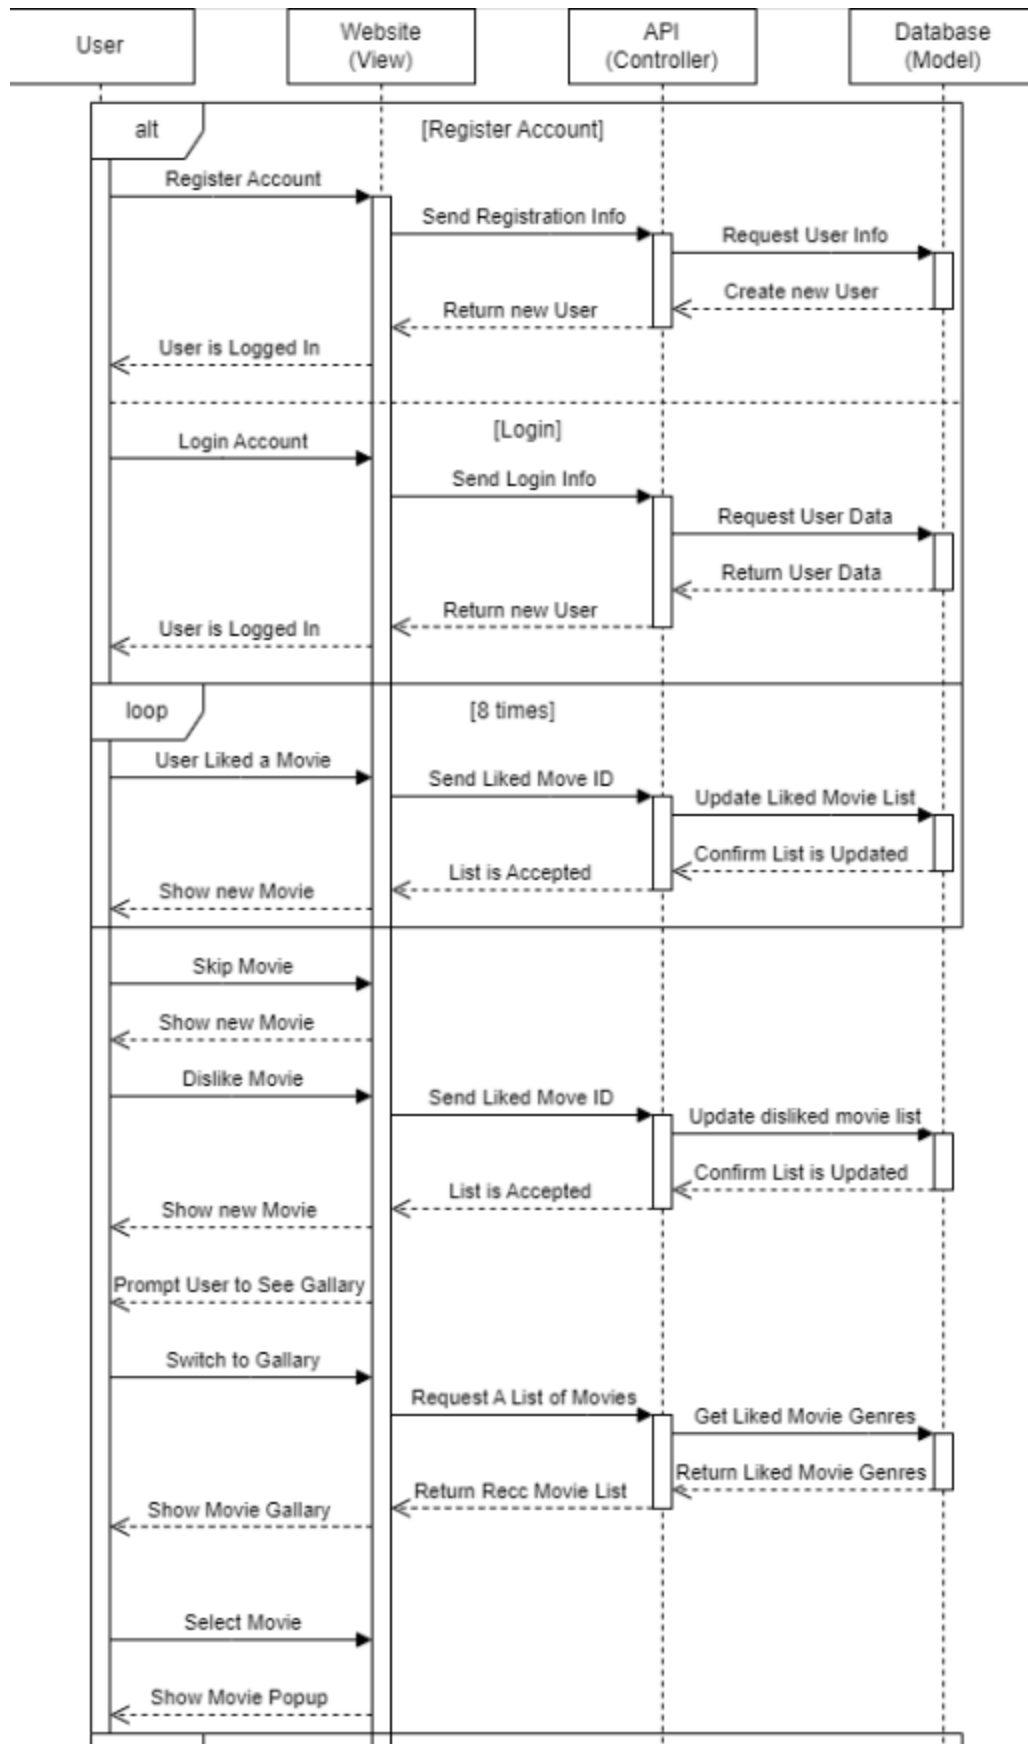 User
Website
(View)
API
(Controller)
Database
(Model)
alt
[Register Account]
Register Account
Send Registration Info
Request User Info
Create new User
Return new User
User is Logged In
[Login]
Login Account
Send Login Info
Request User Data
Return User Data
Return new User
User is Logged In
loop
[8 times]
User Liked a Movie
Send Liked Move ID
Update Liked Movie List
Confirm List is Updated
List is Accepted
Show new Movie
Skip Movie
Show new Movie
Dislike Movie
Send Liked Move ID
Update disliked movie list
Confirm List is Updated
List is Accepted
Show new Movie
Prompt User to See Gallary
Switch to Gallary
Request A List of Movies
Get Liked Movie Genres
Return Liked Movie Genres
Return Recc Movie List
Show Movie Gallary
Select Movie
Show Movie Popup